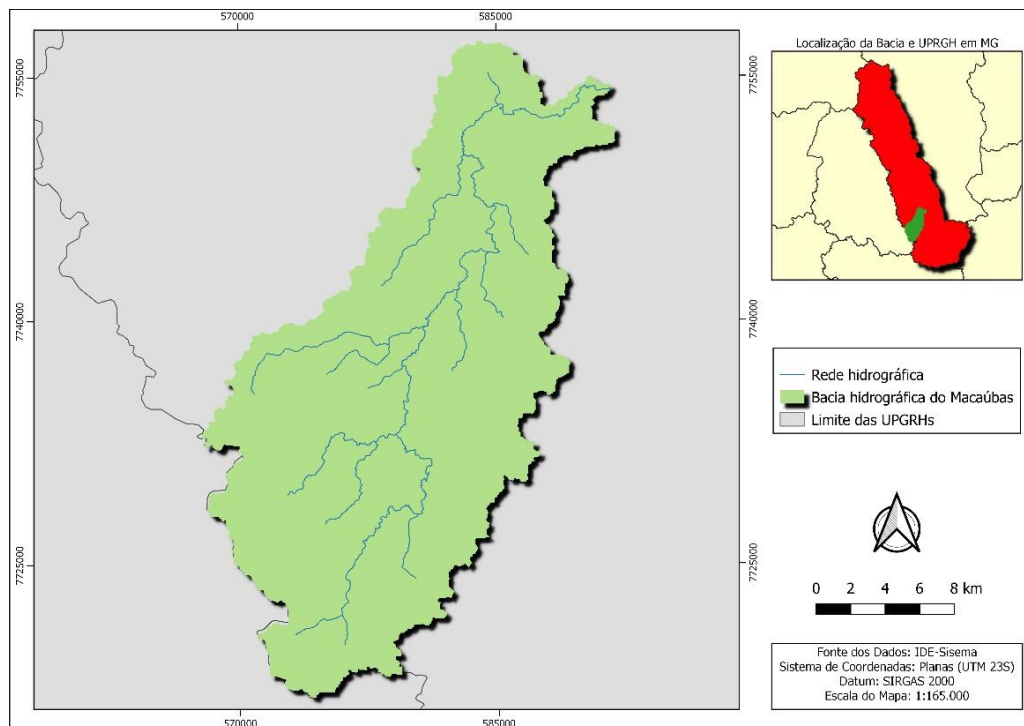 570000
585000
7755000
7740000
7725000
7755000
7740000
7725000
570000
585000
Localização da Bacia e UPRGH em MG
Rede hidrográfica
Bacia hidrográfica do Macaúbas
Limite das UPGRHs
0 2 4 6 8 km
Fonte dos Dados: IDE-Sisema
Sistema de Coordenadas: Planas (UTM 23S)
Datum: SIRGAS 2000
Escala do Mapa: 1:165.000